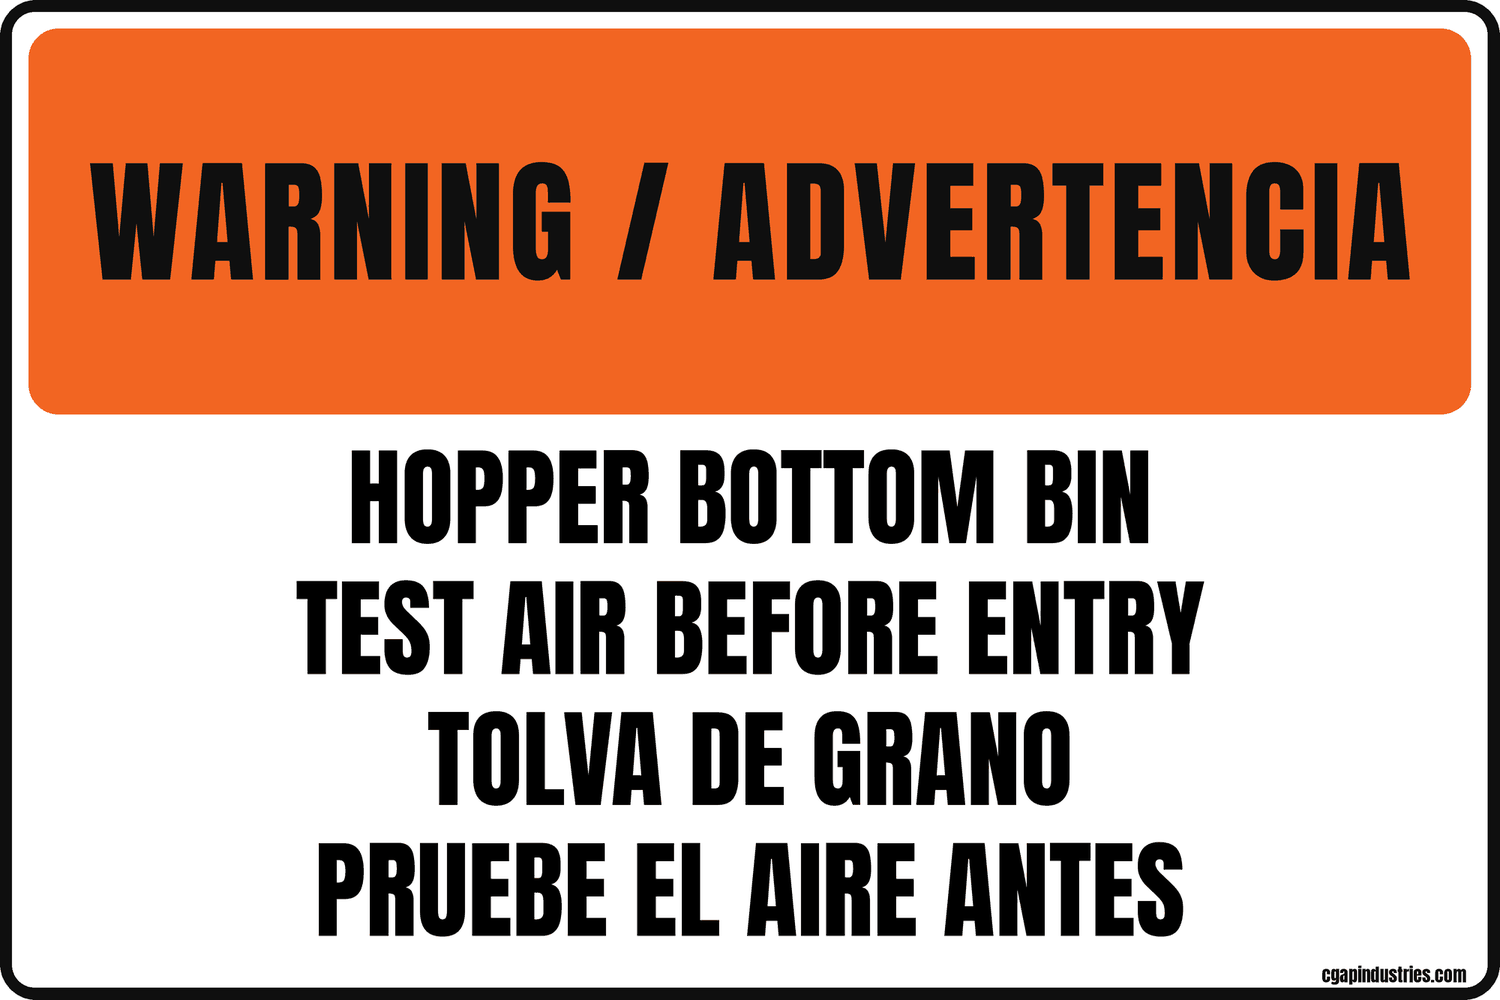 WARNING / ADVERTENCIA
HOPPER BOTTOM BIN
TEST AIR BEFORE ENTRY
TOLVA DE GRANO
PRUEBE EL AIRE ANTES
cgapindustries.com